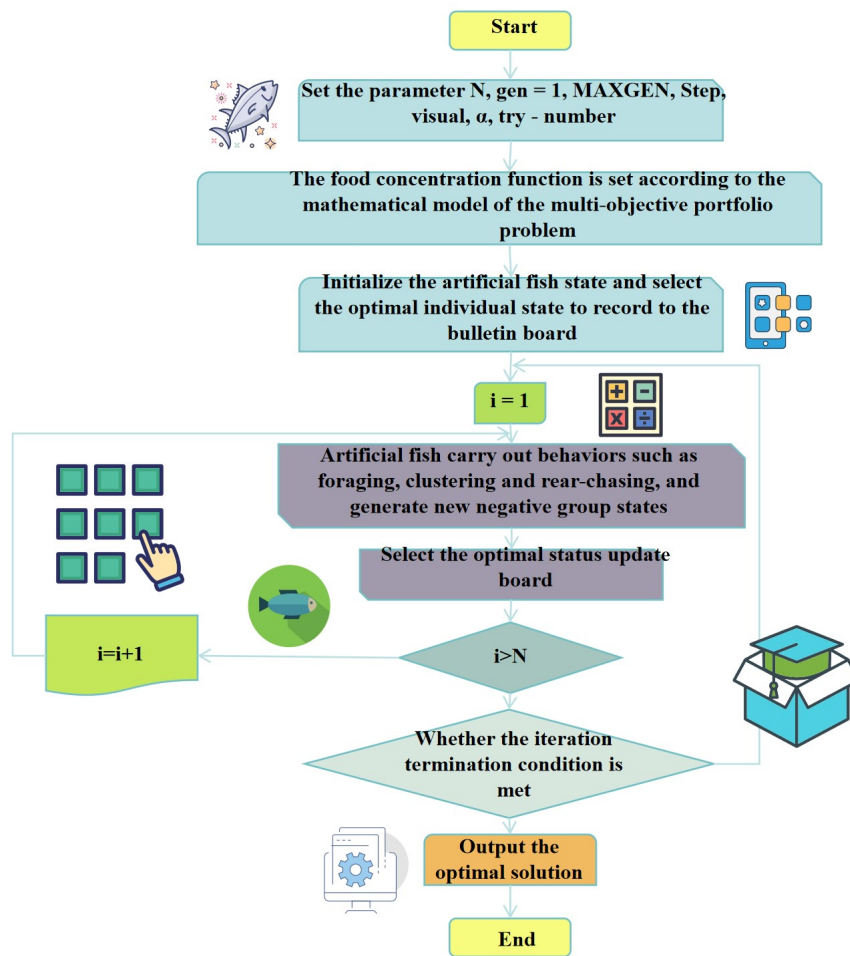 Start
Set the parameter N, gen = 1, MAXGEN, Step,
visual, α, try - number
The food concentration function is set according to the
mathematical model of the multi-objective portfolio
problem
Initialize the artificial fish state and select
the optimal individual state to record to the
bulletin board
i = 1
Artificial fish carry out behaviors such as
foraging, clustering and rear-chasing, and
generate new negative group states
Select the optimal status update
board
i>N
i=i+1
Whether the iteration
termination condition is
met
Output the
optimal solution
End